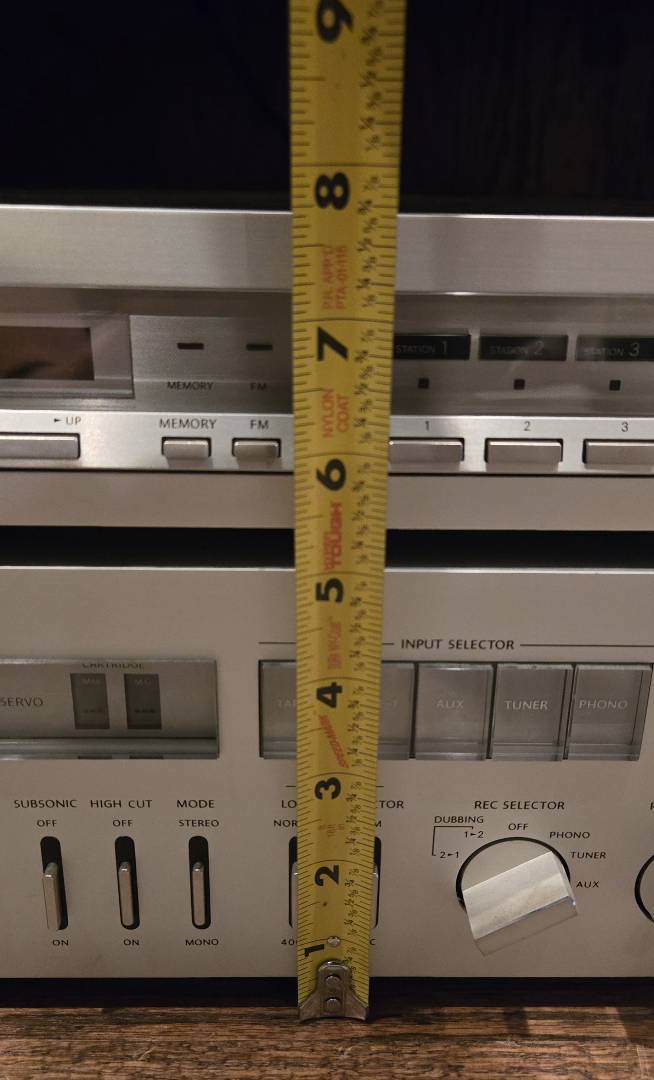 9
8
7
6
5
4
3
2
1
NYLON
COAT
TOUGH
STATION 1
STATION 2
STATION 3
MEMORY
FM
UP
MEMORY
FM
1
2
3
INPUT SELECTOR
CARTRIDGE
SERVO
AUX
TUNER
PHONO
SUBSONIC
HIGH CUT
MODE
OFF
OFF
STEREO
ON
ON
MONO
REC SELECTOR
DUBBING
OFF
PHONO
1▸2
TUNER
2▸1
AUX